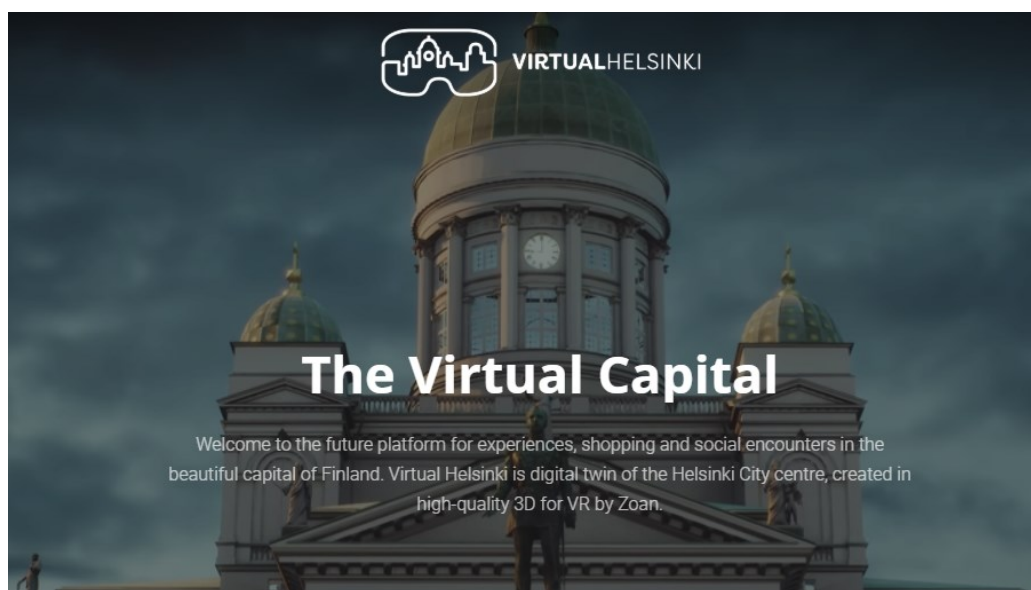 VIRTUALHELSINKI
The Virtual Capital
Welcome to the future platform for experiences, shopping and social encounters in the
beautiful capital of Finland. Virtual Helsinki is digital twin of the Helsinki City centre, created in
high-quality 3D for VR by Zoan.